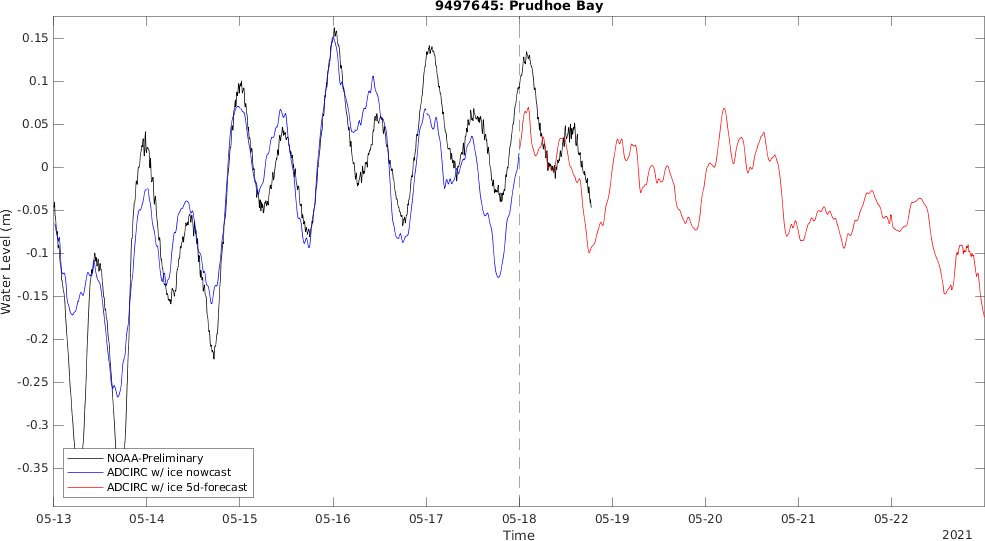 9497645: Prudhoe Bay
Water Level (m)
0.15
0.1
0.05
0
-0.05
-0.1
-0.15
-0.2
-0.25
-0.3
-0.35
NOAA-Preliminary
ADCIRC w/ ice nowcast
ADCIRC w/ ice 5d-forecast
05-13 05-14 05-15 05-16 05-17 05-18 05-19 05-20 05-21 05-22
Time
2021